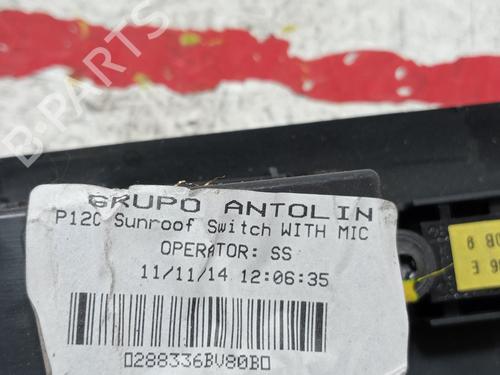 GRUPO ANTOLIN
P12C Sunroof Switch WITH MIC
OPERATOR: SS
11/11/14 12:06:35
0288336BV80B0
B-PARTS